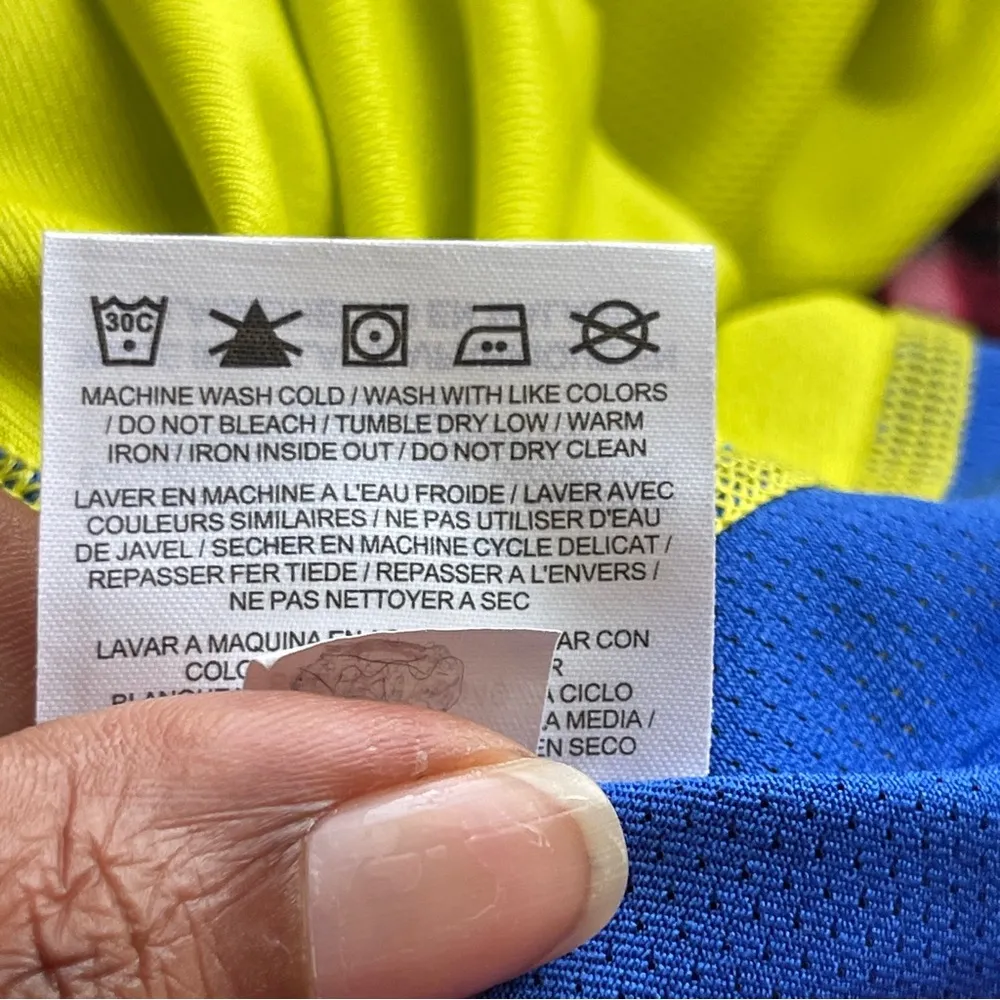 30C
MACHINE WASH COLD / WASH WITH LIKE COLORS
/ DO NOT BLEACH / TUMBLE DRY LOW / WARM
IRON / IRON INSIDE OUT / DO NOT DRY CLEAN
LAVER EN MACHINE A L'EAU FROIDE / LAVER AVEC
COULEURS SIMILAIRES / NE PAS UTILISER D'EAU
DE JAVEL / SECHER EN MACHINE CYCLE DELICAT /
REPASSER FER TIEDE / REPASSER A L'ENVERS /
NE PAS NETTOYER A SEC
LAVAR A MAQUINA EN CON
A CICLO
A MEDIA /
EN SECO